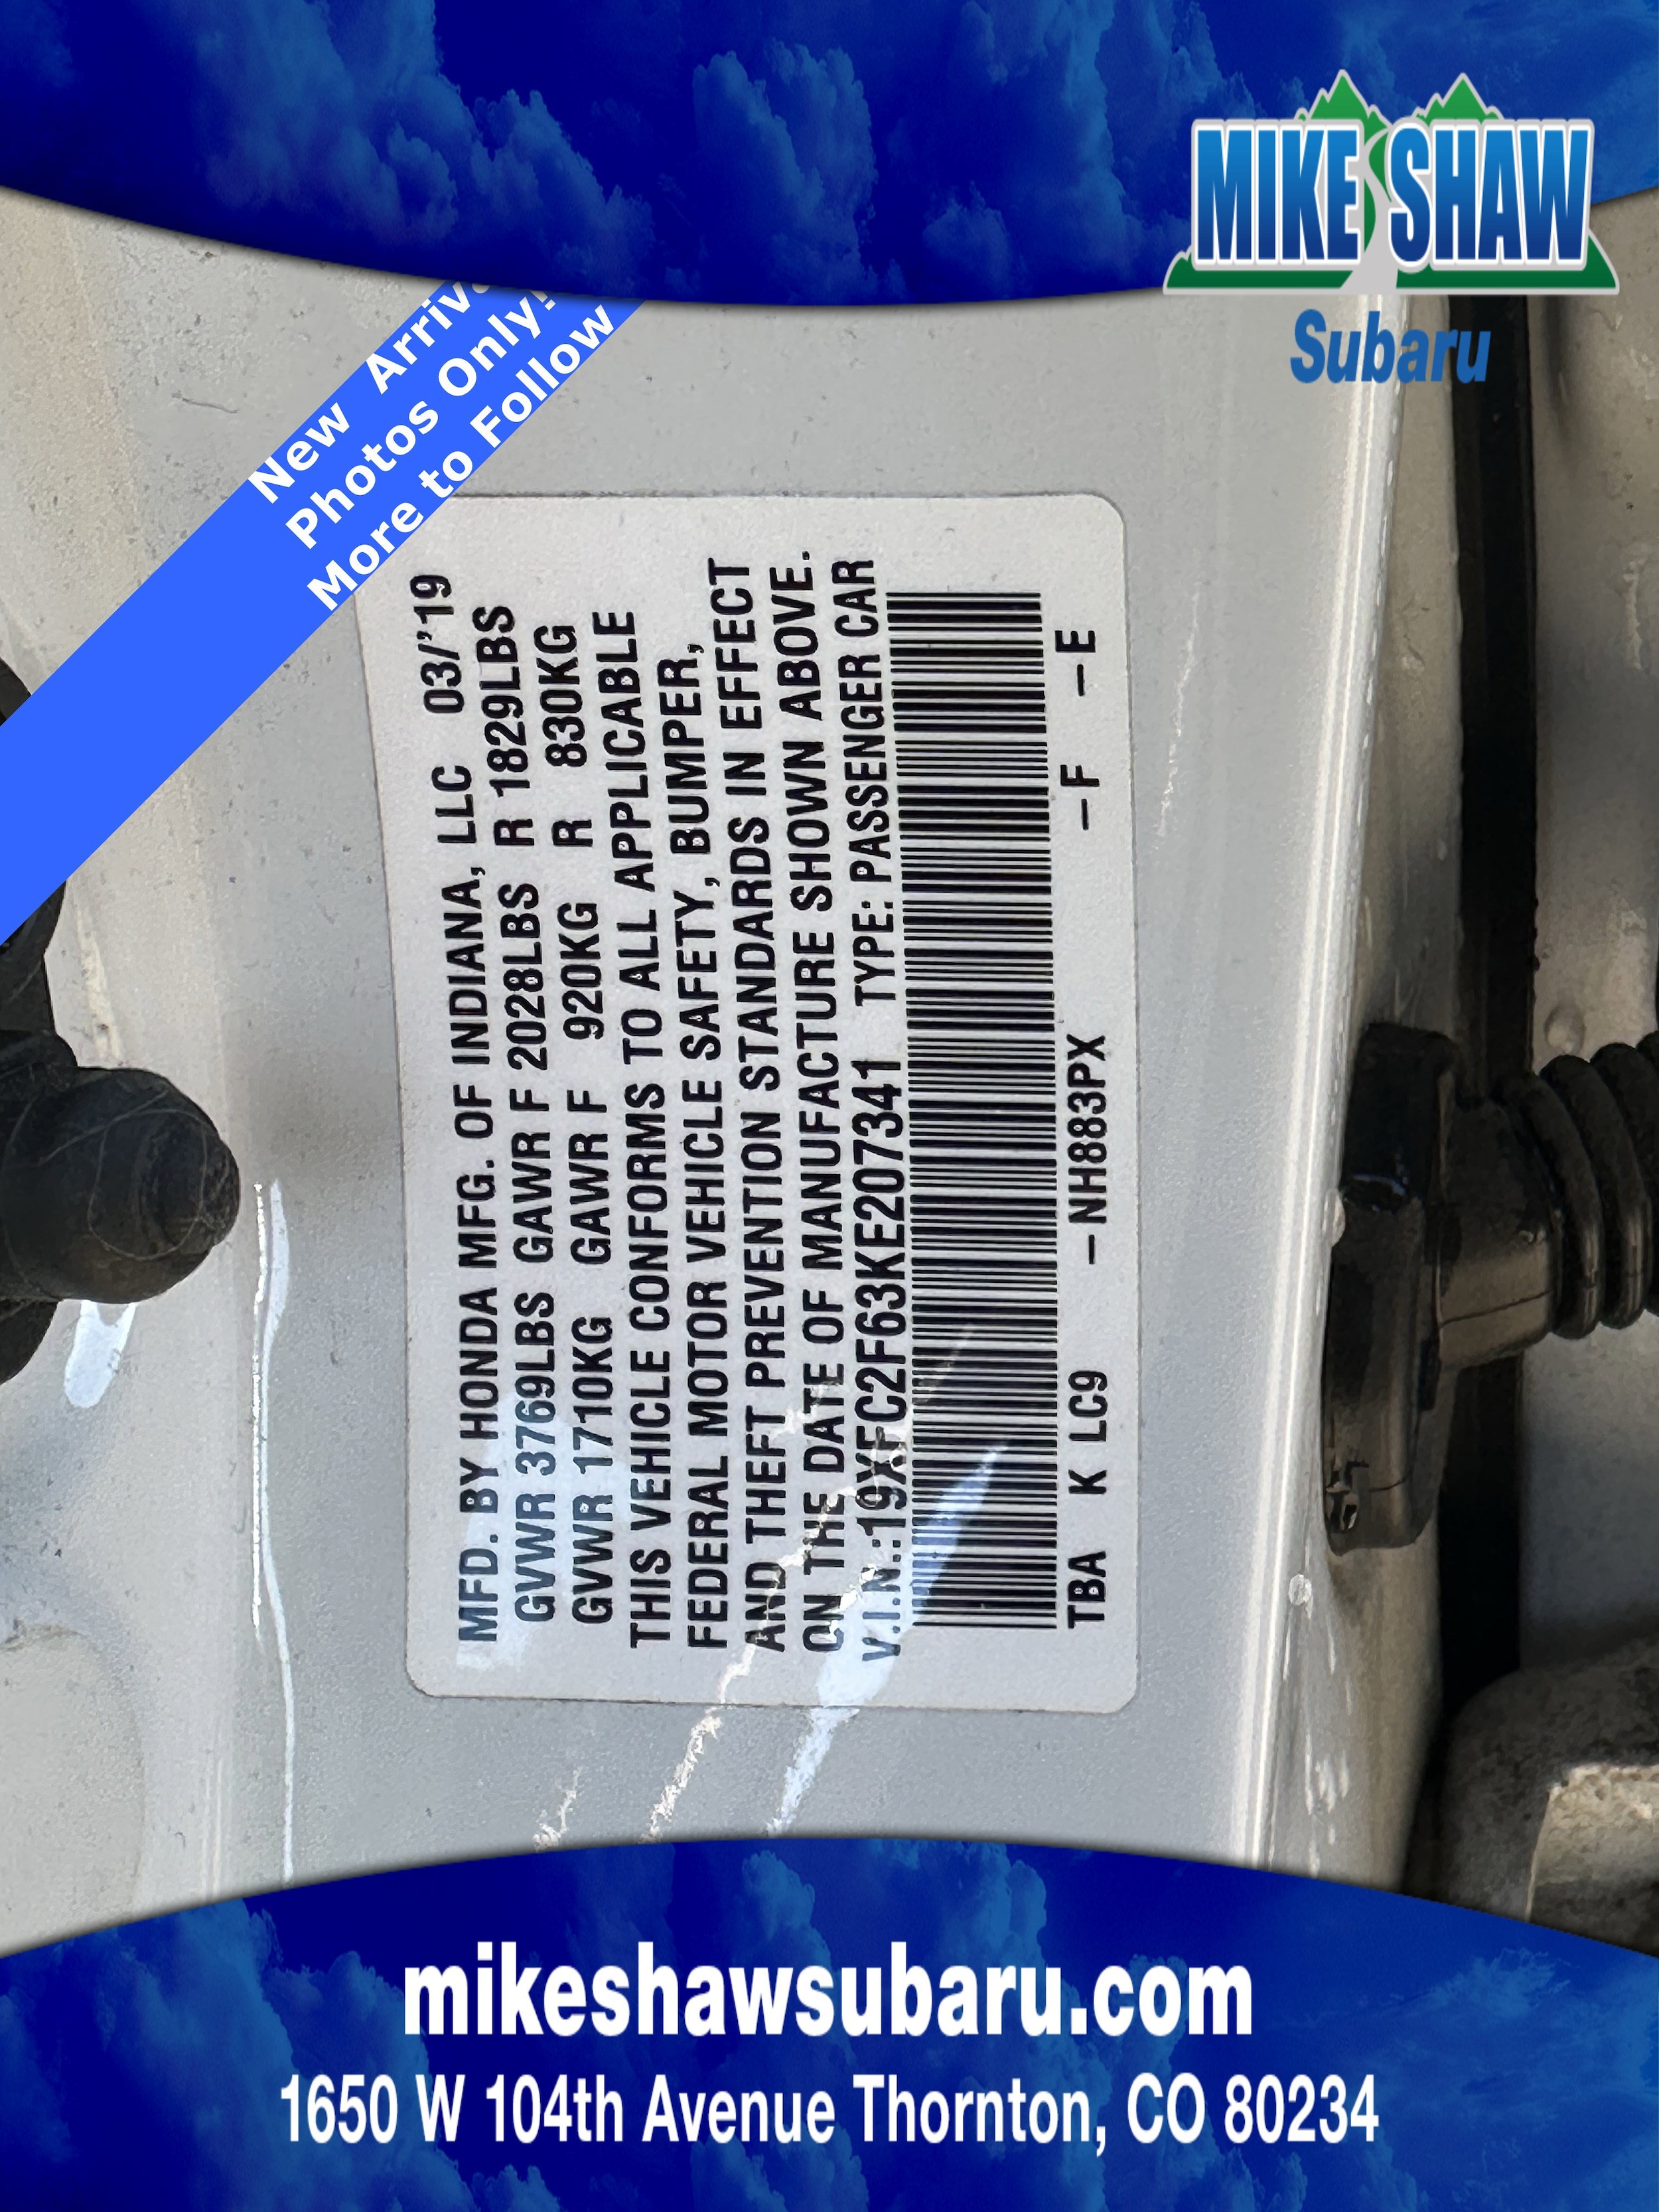 MIKE SHAW
Subaru
New Arriv
Photos Only!
More to Follow
MFD. BY HONDA MFG. OF INDIANA, LLC 03/'19
GVWR 3769LBS GAWR F 2028LBS R 1829LBS
GVWR 1710KG GAWR F 920KG R 830KG
THIS VEHICLE CONFORMS TO ALL APPLICABLE
FEDERAL MOTOR VEHICLE SAFETY, BUMPER,
AND THEFT PREVENTION STANDARDS IN EFFECT
ON THE DATE OF MANUFACTURE SHOWN ABOVE.
V.I.N.:19XFC2F63KE207341 TYPE: PASSENGER CAR
TBA K LC9 –NH883PX –F –E
mikeshawsubaru.com
1650 W 104th Avenue Thornton, CO 80234